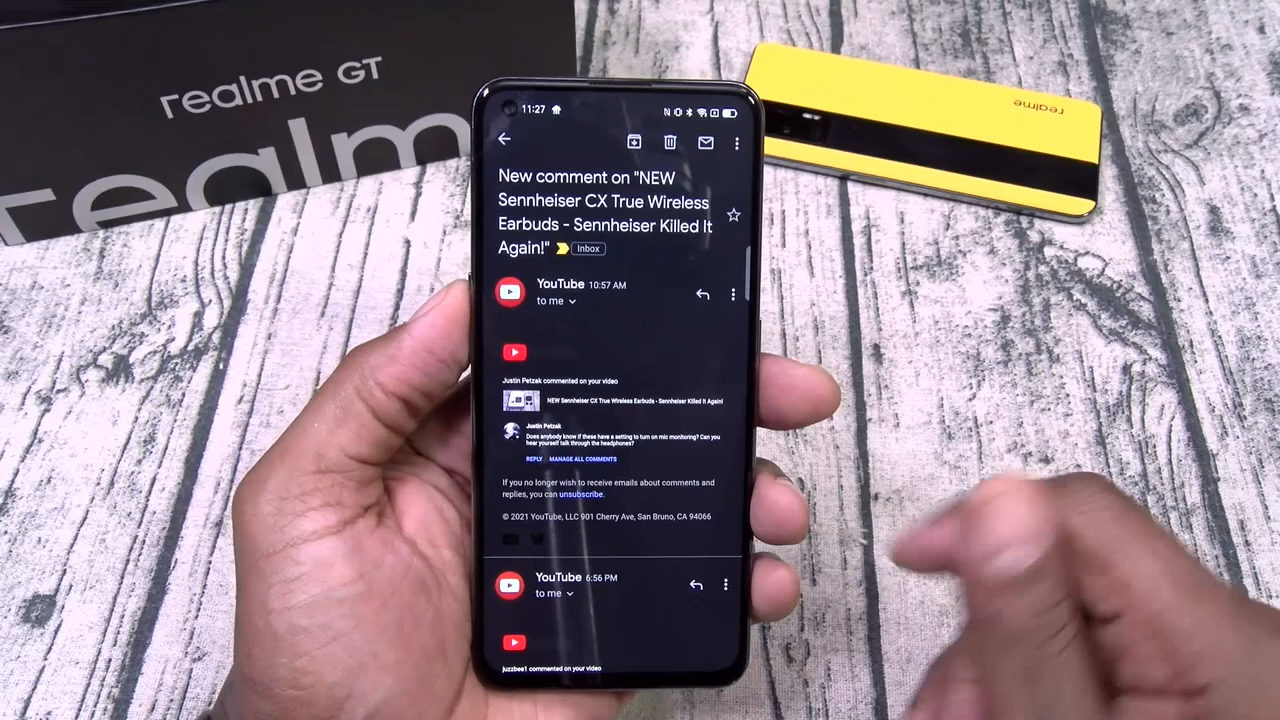 realme GT
realm
realme
11:27
New comment on "NEW
Sennheiser CX True Wireless
Earbuds - Sennheiser Killed It
Again!"
Inbox
YouTube 10:57 AM
to me
Justin Petzak commented on your video
NEW Sennheiser CX True Wireless Earbuds - Sennheiser Killed It Again!
Justin Petzak
Does anybody know if these have a setting to turn on mic monitoring? Can you
hear yourself talk through the headphones?
REPLY MANAGE ALL COMMENTS
If you no longer wish to receive emails about comments and
replies, you can unsubscribe.
© 2021 YouTube, LLC 901 Cherry Ave, San Bruno, CA 94066
YouTube 6:56 PM
to me
juzzbee1 commented on your video